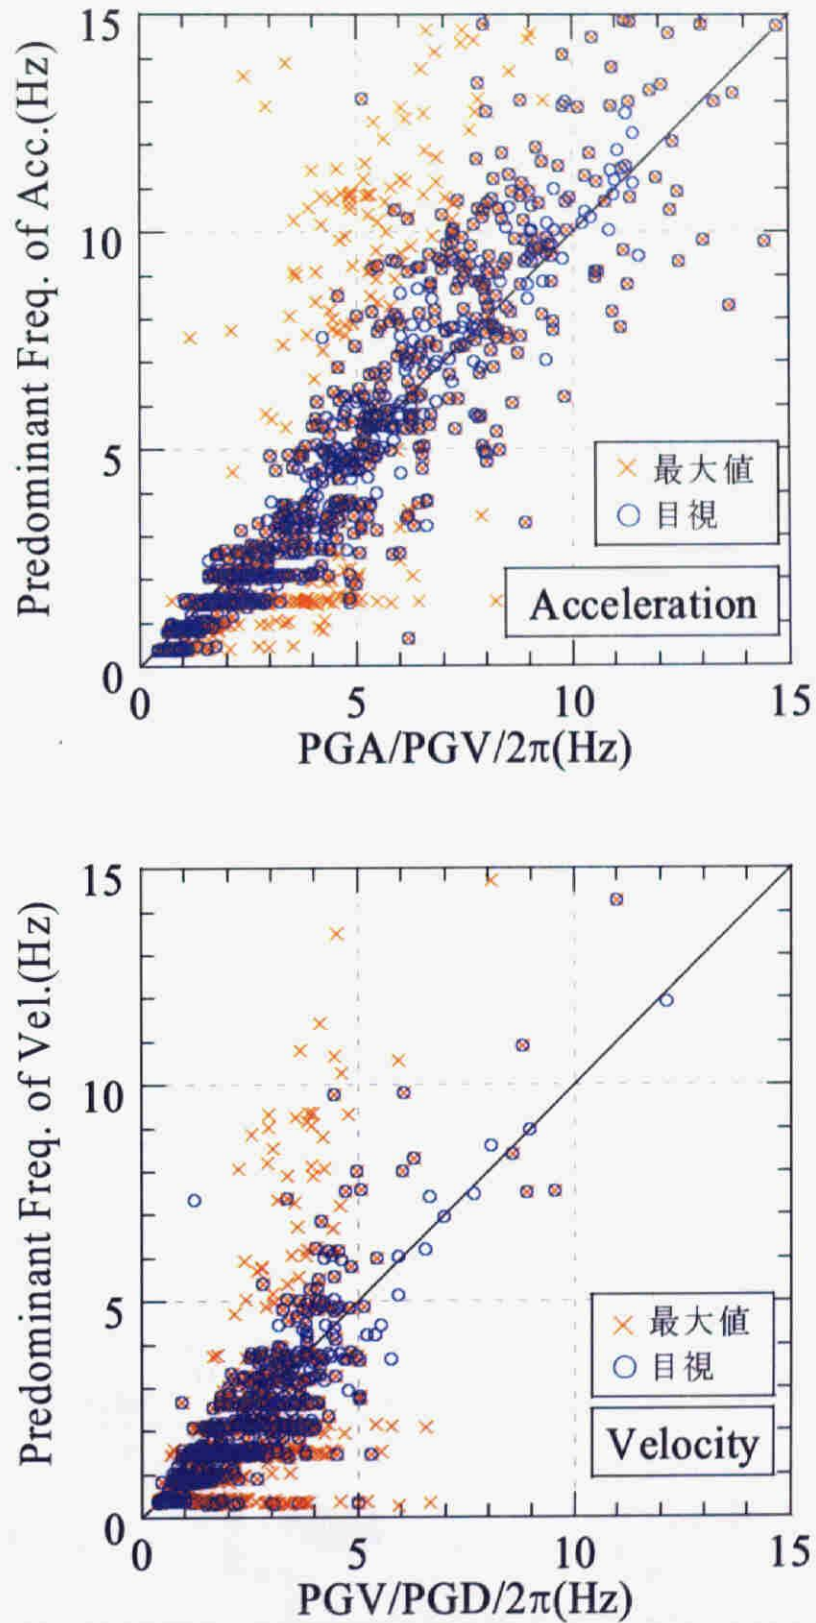 Predominant Freq. of Acc.(Hz)
15
10
5
0
最大値
目視
Acceleration
0 5 10 15
PGA/PGV/2π(Hz)
Predominant Freq. of Vel.(Hz)
15
10
5
0
最大値
目視
Velocity
0 5 10 15
PGV/PGD/2π(Hz)